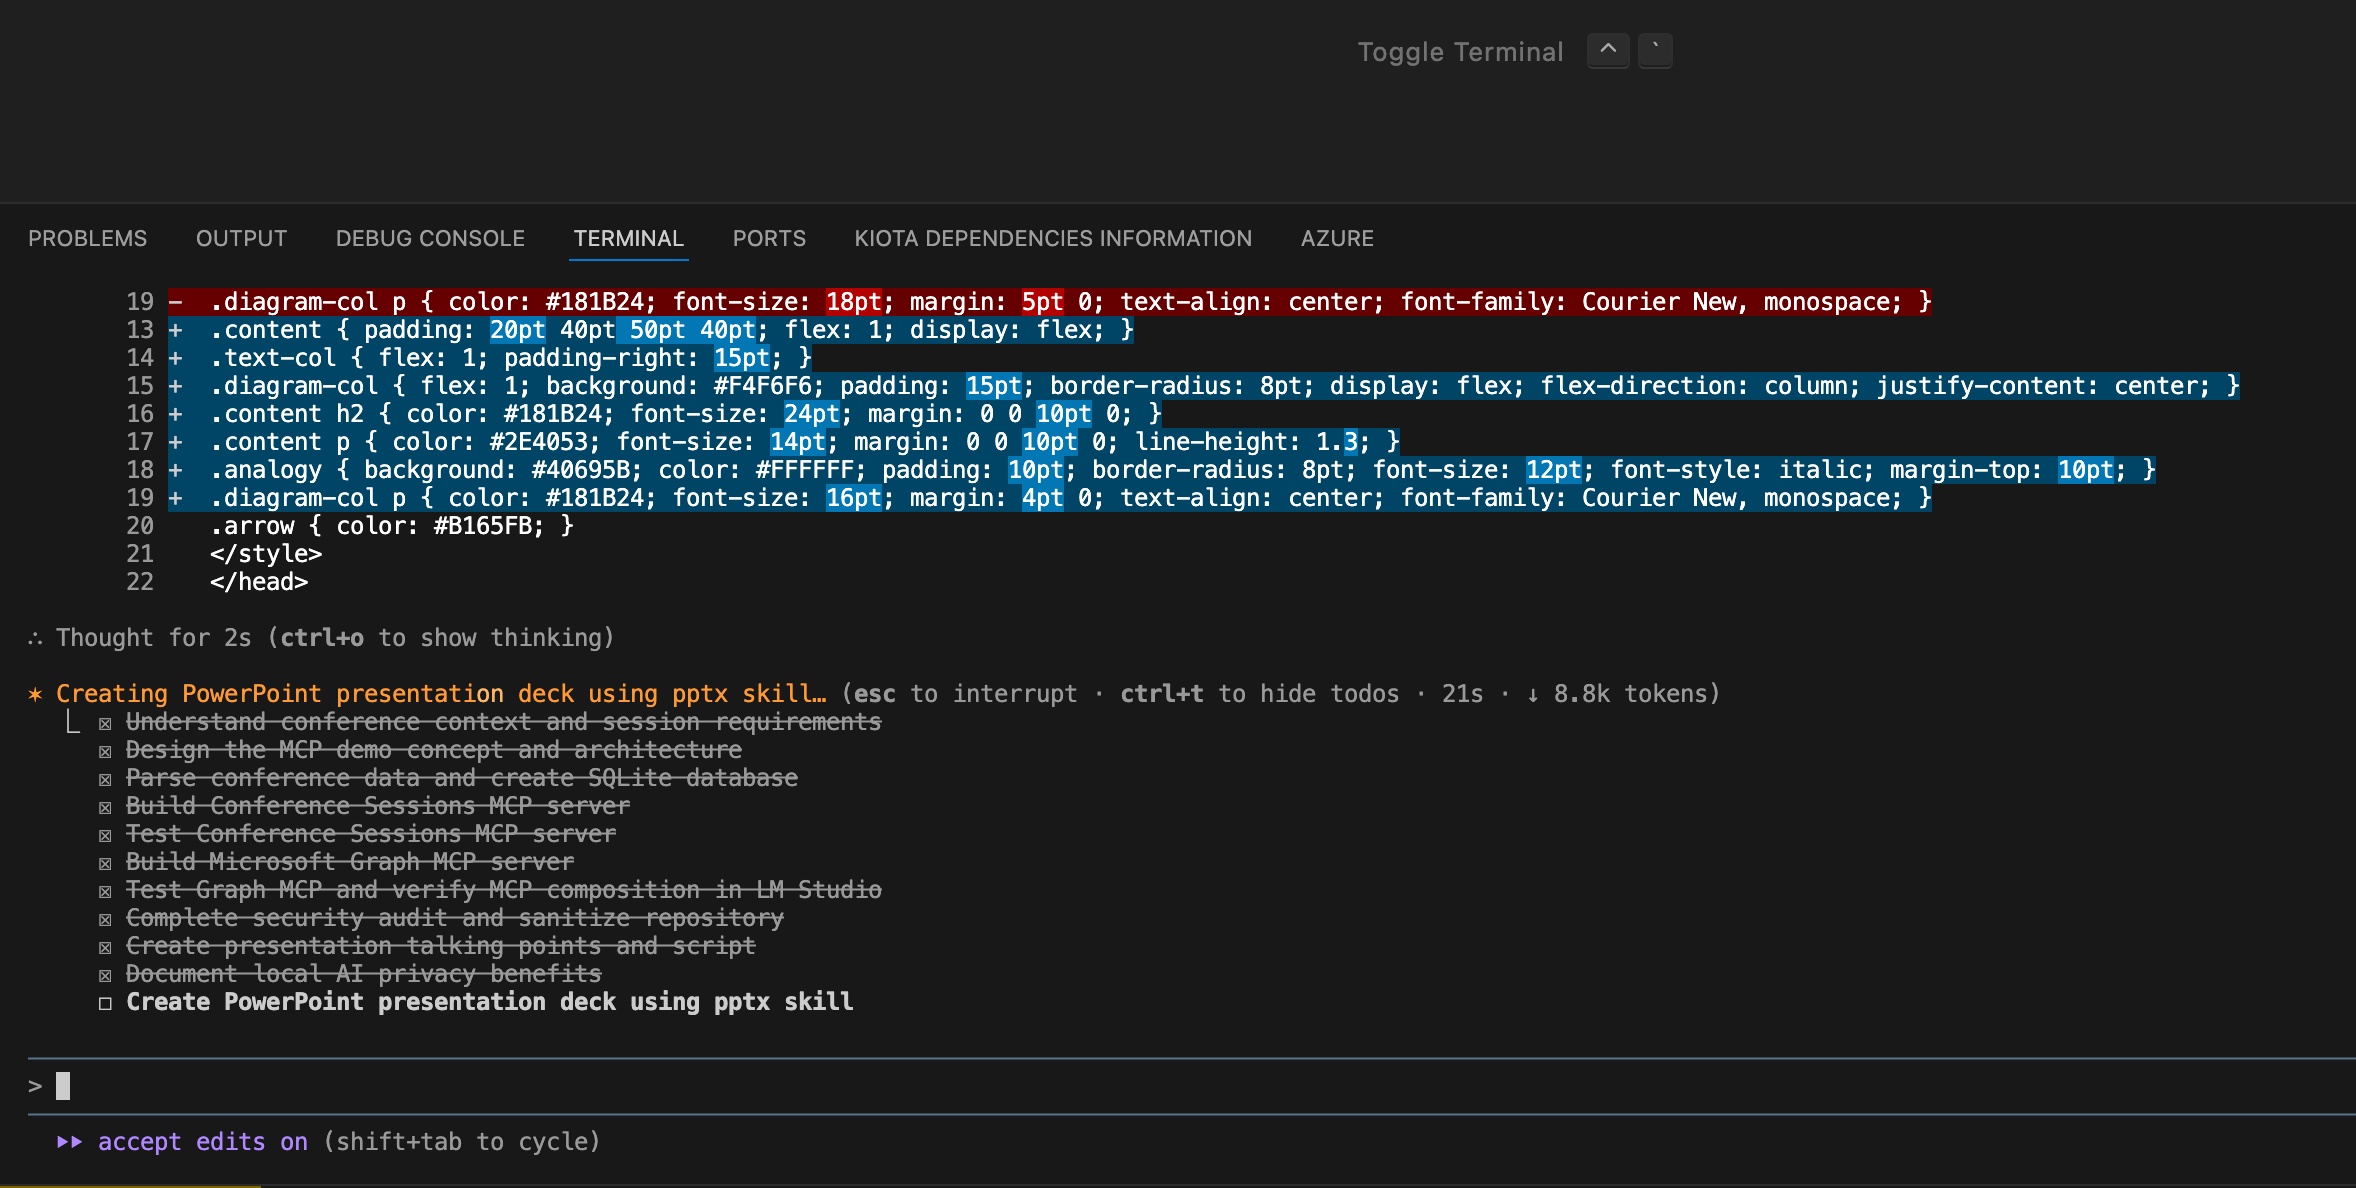 Toggle Terminal ^ `
PROBLEMS OUTPUT DEBUG CONSOLE TERMINAL PORTS KIOTA DEPENDENCIES INFORMATION AZURE
19 - .diagram-col p { color: #181B24; font-size: 18pt; margin: 5pt 0; text-align: center; font-family: Courier New, monospace; }
13 + .content { padding: 20pt 40pt 50pt 40pt; flex: 1; display: flex; }
14 + .text-col { flex: 1; padding-right: 15pt; }
15 + .diagram-col { flex: 1; background: #F4F6F6; padding: 15pt; border-radius: 8pt; display: flex; flex-direction: column; justify-content: center; }
16 + .content h2 { color: #181B24; font-size: 24pt; margin: 0 0 10pt 0; }
17 + .content p { color: #2E4053; font-size: 14pt; margin: 0 0 10pt 0; line-height: 1.3; }
18 + .analogy { background: #40695B; color: #FFFFFF; padding: 10pt; border-radius: 8pt; font-size: 12pt; font-style: italic; margin-top: 10pt; }
19 + .diagram-col p { color: #181B24; font-size: 16pt; margin: 4pt 0; text-align: center; font-family: Courier New, monospace; }
20 .arrow { color: #B165FB; }
21 </style>
22 </head>
∴ Thought for 2s (ctrl+o to show thinking)
✶ Creating PowerPoint presentation deck using pptx skill… (esc to interrupt · ctrl+t to hide todos · 21s · ↓ 8.8k tokens)
⎿ ☒ Understand conference context and session requirements
☒ Design the MCP demo concept and architecture
☒ Parse conference data and create SQLite database
☒ Build Conference Sessions MCP server
☒ Test Conference Sessions MCP server
☒ Build Microsoft Graph MCP server
☒ Test Graph MCP and verify MCP composition in LM Studio
☒ Complete security audit and sanitize repository
☒ Create presentation talking points and script
☒ Document local AI privacy benefits
☐ Create PowerPoint presentation deck using pptx skill
>
⏵⏵ accept edits on (shift+tab to cycle)